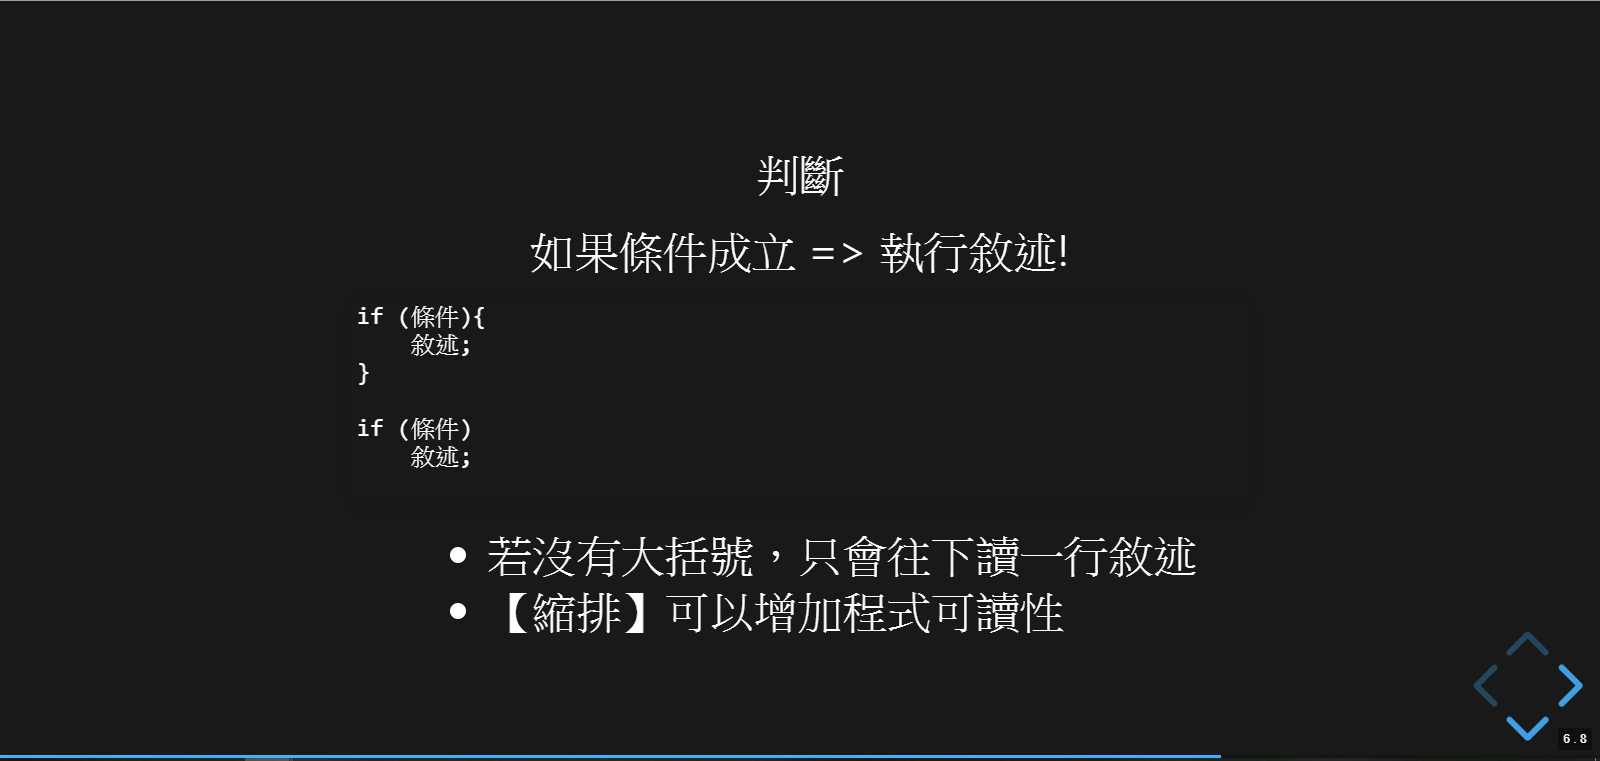 判斷
如果條件成立 => 執行敘述!
if (條件){
    敘述;
}
if (條件)
    敘述;
若沒有大括號，只會往下讀一行敘述
【縮排】可以增加程式可讀性
6.8